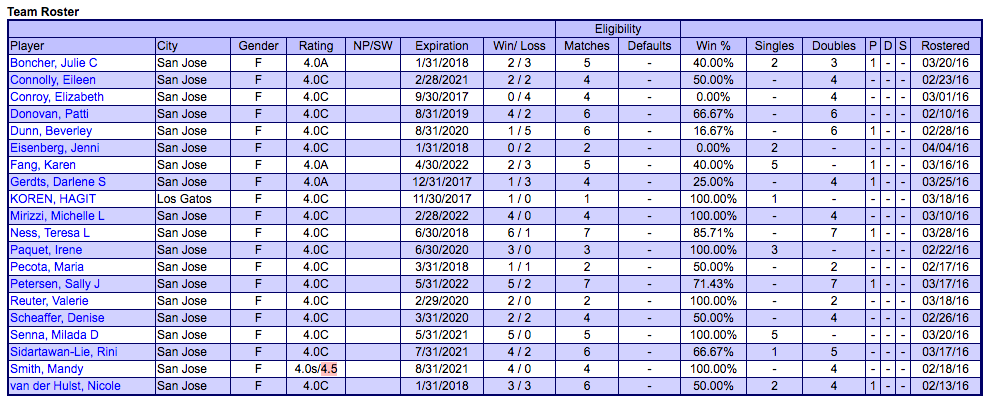 Team Roster
Eligibility
Player City Gender Rating NP/SW Expiration Win/ Loss Matches Defaults Win % Singles Doubles P D S Rostered
Boncher, Julie C San Jose F 4.0A 1/31/2018 2 / 3 5 - 40.00% 2 3 1 - - 03/20/16
Connolly, Eileen San Jose F 4.0C 2/28/2021 2 / 2 4 - 50.00% - 4 - - - 02/23/16
Conroy, Elizabeth San Jose F 4.0C 9/30/2017 0 / 4 4 - 0.00% - 4 - - - 03/01/16
Donovan, Patti San Jose F 4.0C 8/31/2019 4 / 2 6 - 66.67% - 6 - - - 02/10/16
Dunn, Beverley San Jose F 4.0C 8/31/2020 1 / 5 6 - 16.67% - 6 1 - - 02/28/16
Eisenberg, Jenni San Jose F 4.0C 1/31/2018 0 / 2 2 - 0.00% 2 - - - - 04/04/16
Fang, Karen San Jose F 4.0A 4/30/2022 2 / 3 5 - 40.00% 5 - 1 - - 03/16/16
Gerdts, Darlene S San Jose F 4.0A 12/31/2017 1 / 3 4 - 25.00% - 4 1 - - 03/25/16
KOREN, HAGIT Los Gatos F 4.0C 11/30/2017 1 / 0 1 - 100.00% 1 - - - - 03/18/16
Mirizzi, Michelle L San Jose F 4.0C 2/28/2022 4 / 0 4 - 100.00% - 4 - - - 03/10/16
Ness, Teresa L San Jose F 4.0C 6/30/2018 6 / 1 7 - 85.71% - 7 1 - - 03/28/16
Paquet, Irene San Jose F 4.0C 6/30/2020 3 / 0 3 - 100.00% 3 - - - - 02/22/16
Pecota, Maria San Jose F 4.0C 3/31/2018 1 / 1 2 - 50.00% - 2 - - - 02/17/16
Petersen, Sally J San Jose F 4.0C 5/31/2022 5 / 2 7 - 71.43% - 7 1 - - 03/17/16
Reuter, Valerie San Jose F 4.0C 2/29/2020 2 / 0 2 - 100.00% - 2 - - - 03/18/16
Scheaffer, Denise San Jose F 4.0C 3/31/2020 2 / 2 4 - 50.00% - 4 - - - 02/26/16
Senna, Milada D San Jose F 4.0C 5/31/2021 5 / 0 5 - 100.00% 5 - - - - 03/20/16
Sidartawan-Lie, Rini San Jose F 4.0C 7/31/2021 4 / 2 6 - 66.67% 1 5 - - - 03/17/16
Smith, Mandy San Jose F 4.0s/4.5 8/31/2021 4 / 0 4 - 100.00% - 4 - - - 02/18/16
van der Hulst, Nicole San Jose F 4.0C 1/31/2018 3 / 3 6 - 50.00% 2 4 1 - - 02/13/16